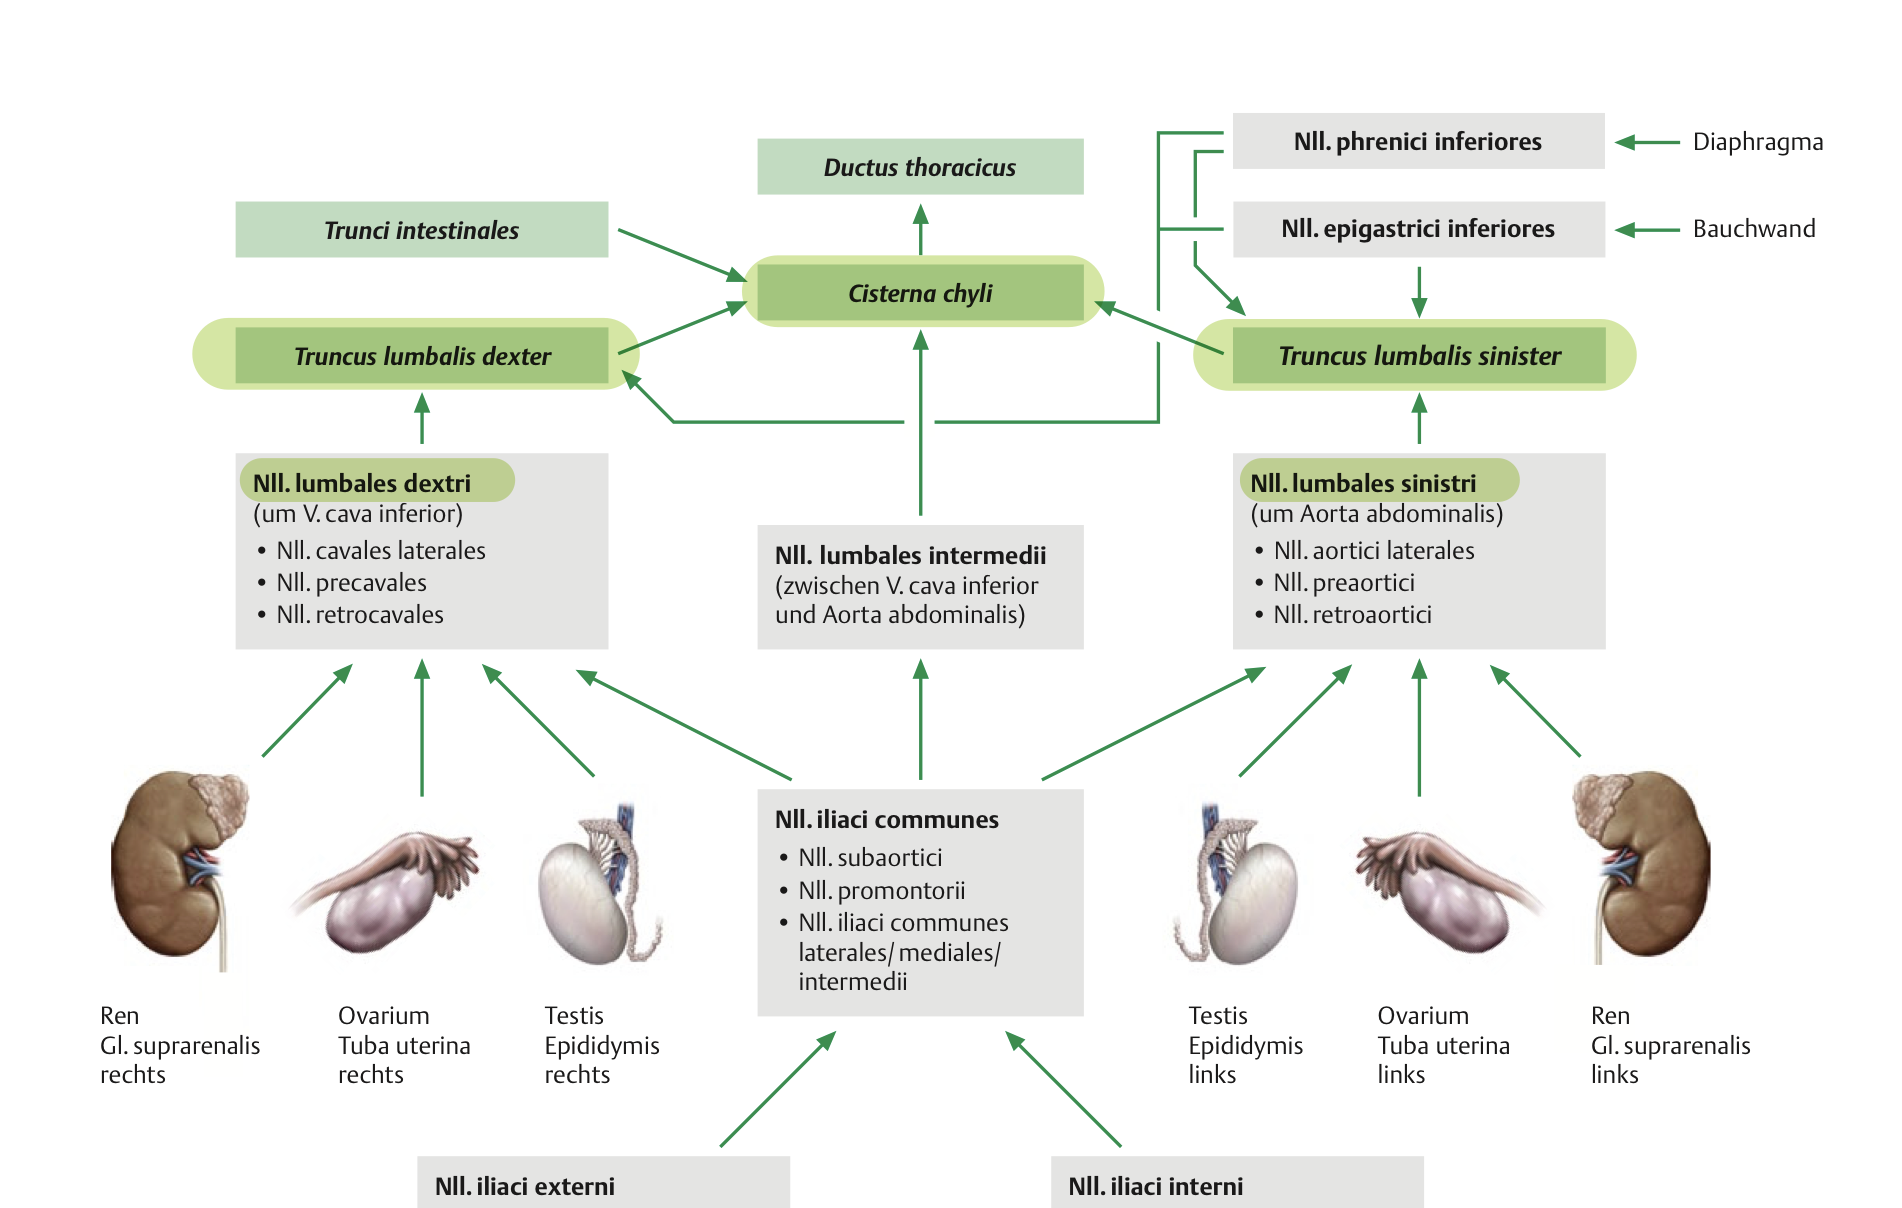 Nll. phrenici inferiores
Diaphragma
Ductus thoracicus
Trunci intestinales
Nll. epigastrici inferiores
Bauchwand
Cisterna chyli
Truncus lumbalis dexter
Truncus lumbalis sinister
Nll. lumbales dextri
(um V. cava inferior)
• Nll. cavales laterales
• Nll. precavales
• Nll. retrocavales
Nll. lumbales intermedii
(zwischen V. cava inferior
und Aorta abdominalis)
Nll. lumbales sinistri
(um Aorta abdominalis)
• Nll. aortici laterales
• Nll. preaortici
• Nll. retroaortici
Nll. iliaci communes
• Nll. subaortici
• Nll. promontorii
• Nll. iliaci communes
laterales/mediales/
intermedii
Ren
Gl. suprarenalis
rechts
Ovarium
Tuba uterina
rechts
Testis
Epididymis
rechts
Testis
Epididymis
links
Ovarium
Tuba uterina
links
Ren
Gl. suprarenalis
links
Nll. iliaci externi
Nll. iliaci interni